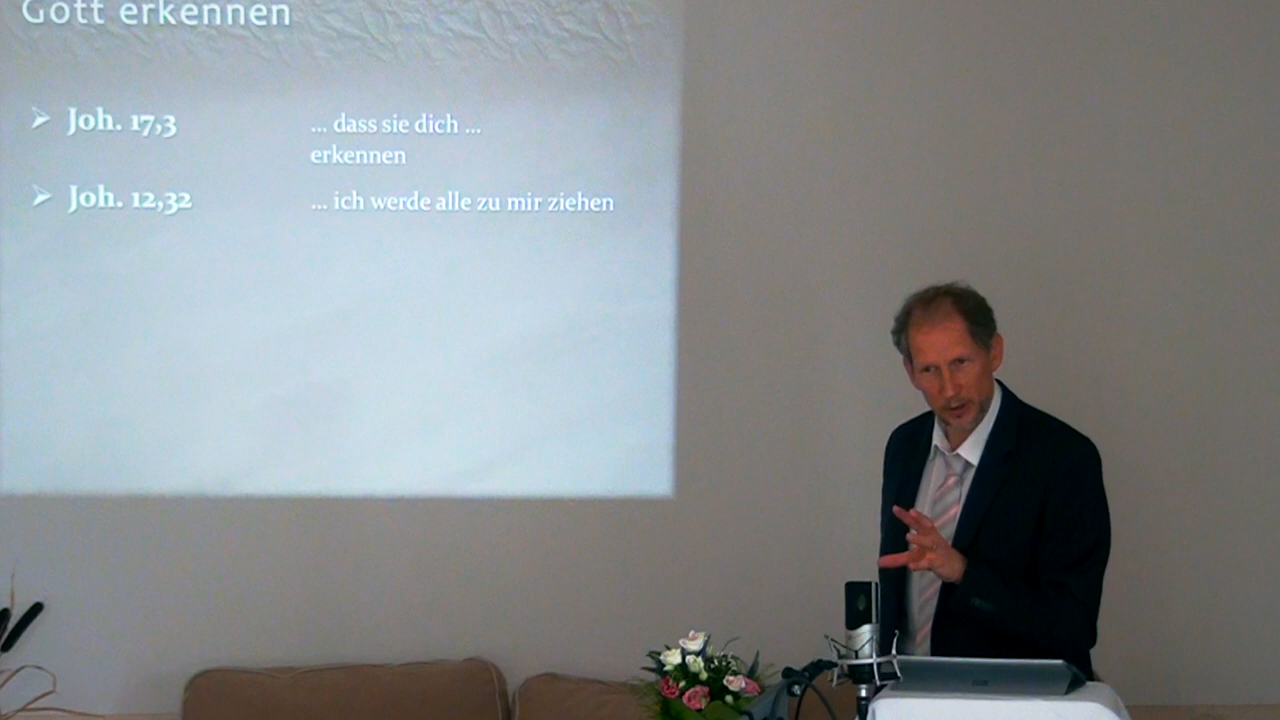 Gott erkennen
Joh. 17,3 ... dass sie dich ...
erkennen
Joh. 12,32 ... ich werde alle zu mir ziehen